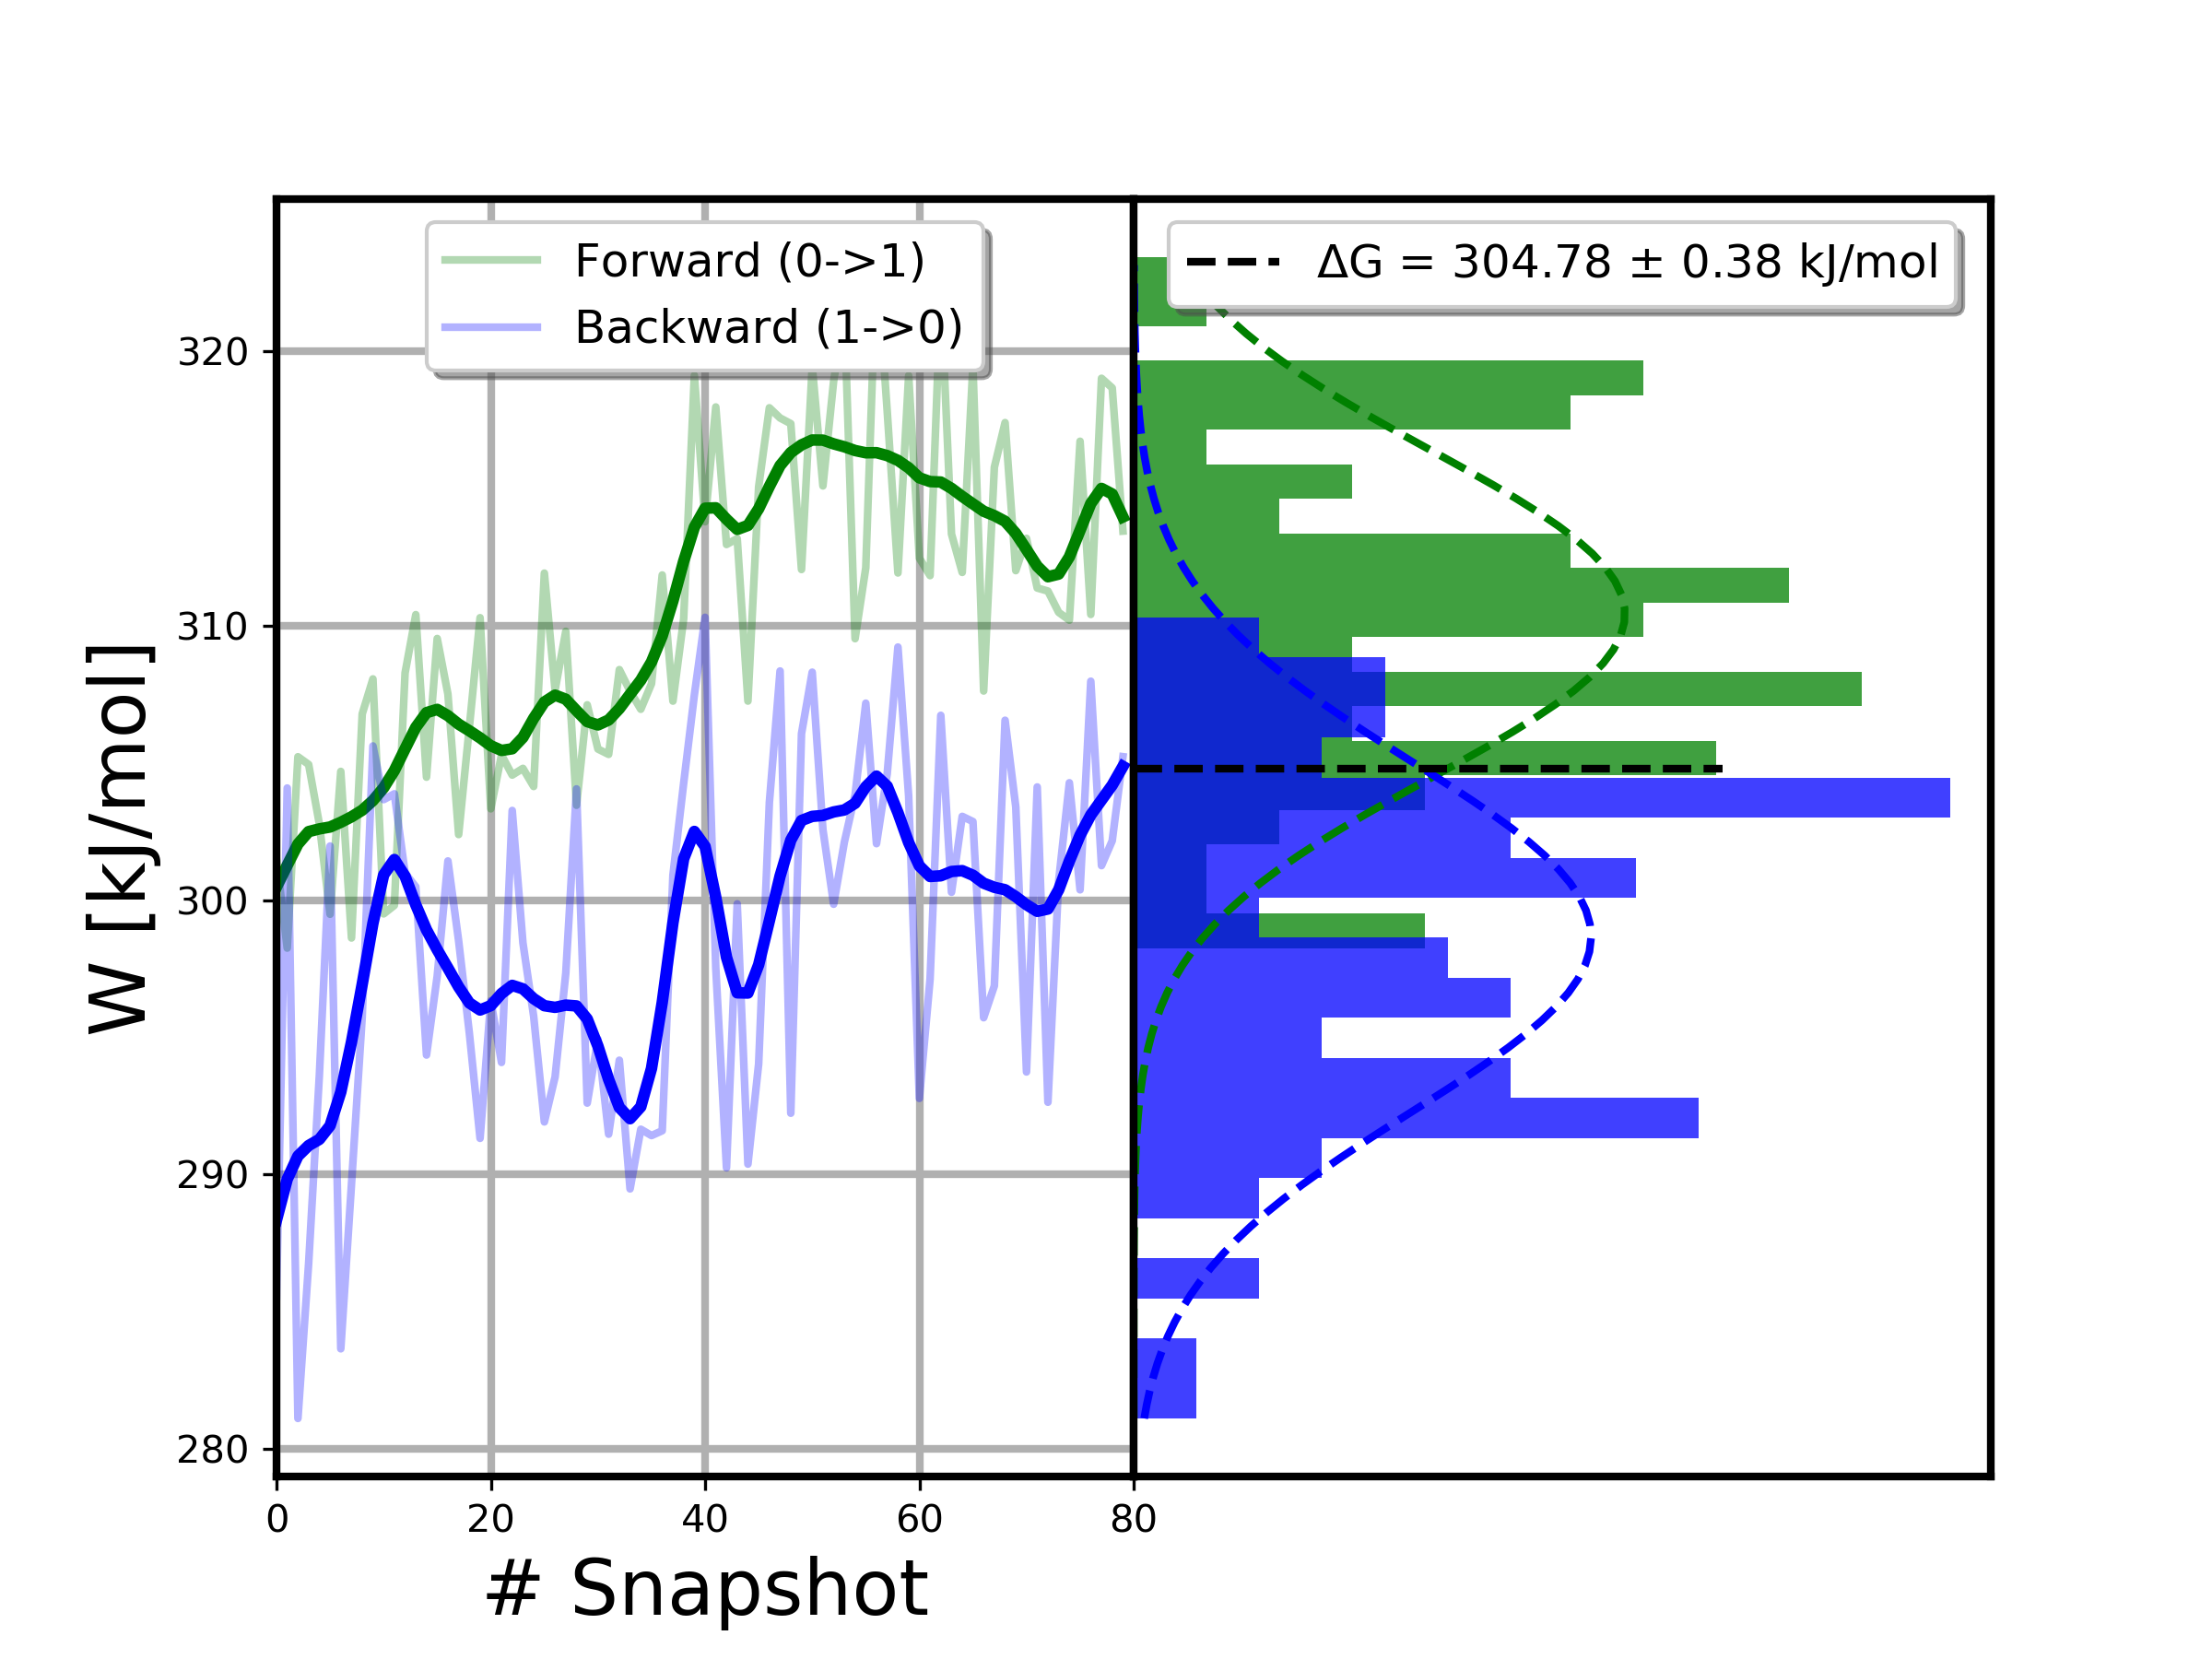 Forward (0->1)
Backward (1->0)
ΔG = 304.78 ± 0.38 kJ/mol
W [kJ/mol]
320
310
300
290
280
0 20 40 60 80
# Snapshot